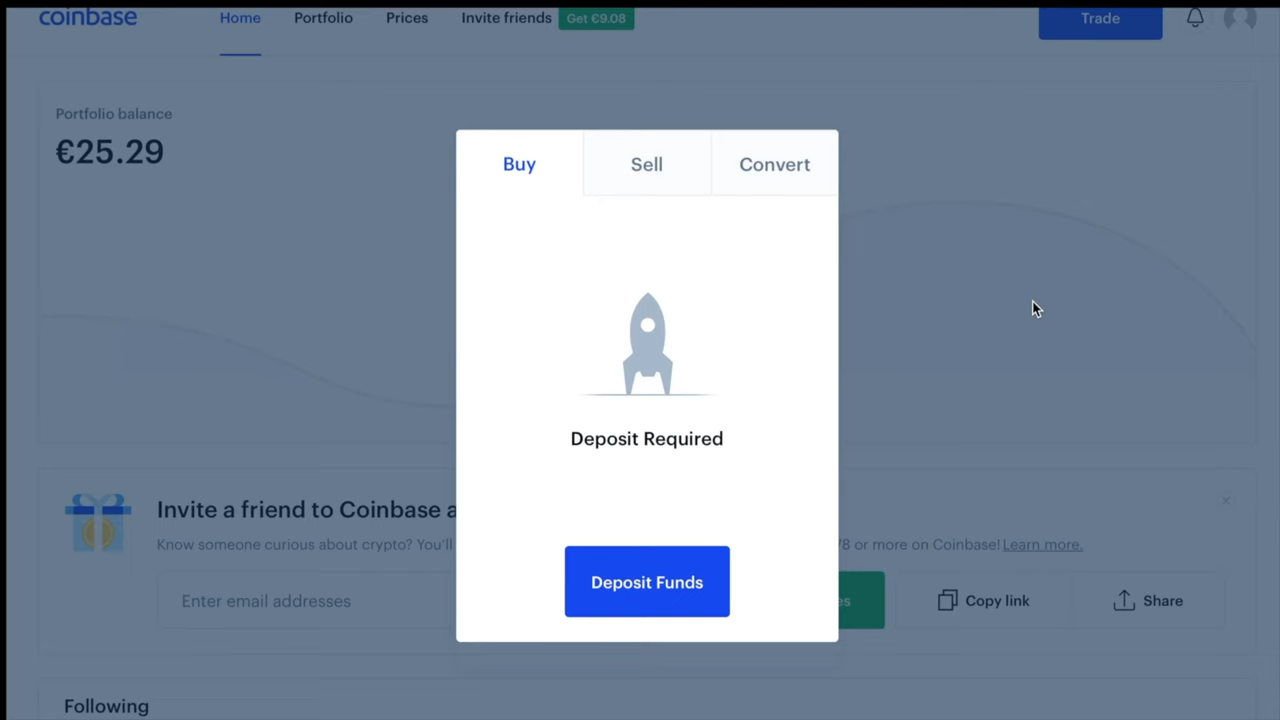 coinbase
Home Portfolio Prices Invite friends Get €9.08 Trade
Portfolio balance
€25.29
Buy Sell Convert
Deposit Required
Deposit Funds
Invite a friend to Coinbase a
Know someone curious about crypto? You'll
78 or more on Coinbase! Learn more.
Enter email addresses
es Copy link Share
Following